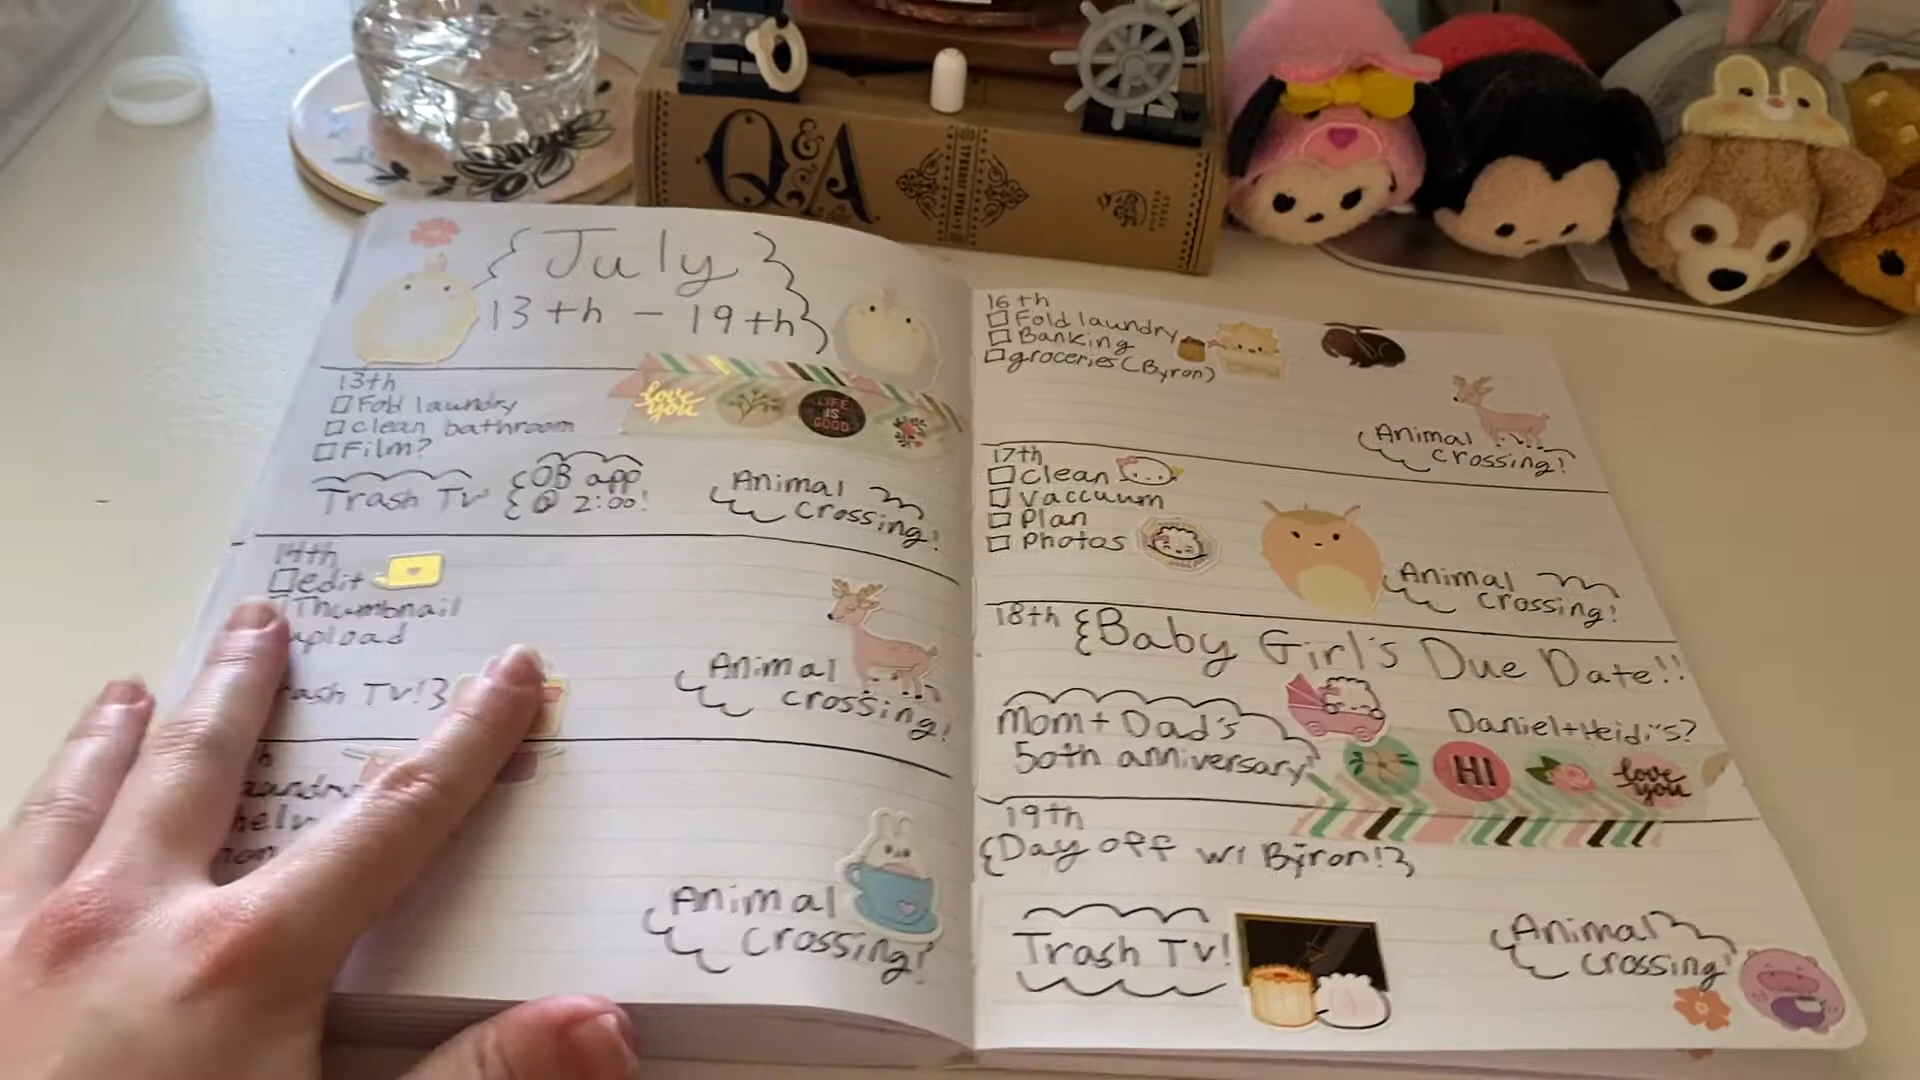 Q&A
July
13th - 19th
13th
Fold laundry
clean bathroom
Film?
love you
LIFE IS GOOD
Trash TV
OB app
@ 2:00!
Animal
crossing!
14th
edit
Thumbnail
upload
TV!
Animal
crossing!
Animal
crossing!
16th
Fold laundry
Banking
groceries (Byron)
Animal
crossing!
17th
Clean
vaccuum
Plan
Photos
Animal
crossing!
18th
Baby Girl's Due Date!!
Mom + Dad's
50th anniversary
Daniel+Heidi's?
HI
love you
19th
Day off w/ Byron!
Trash TV!
Animal
crossing!